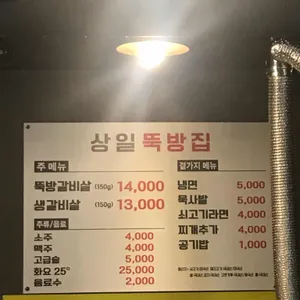 상일뚝방집
주 메뉴
뚝방갈비살 (150g) 14,000
생갈비살 (150g) 13,000
주류/음료
소주 4,000
맥주 4,000
고급술 5,000
화요 25° 25,000
음료수 2,000
곁가지 메뉴
냉면 5,000
묵사발 5,000
쇠고기라면 4,000
찌개추가 4,000
공기밥 1,000